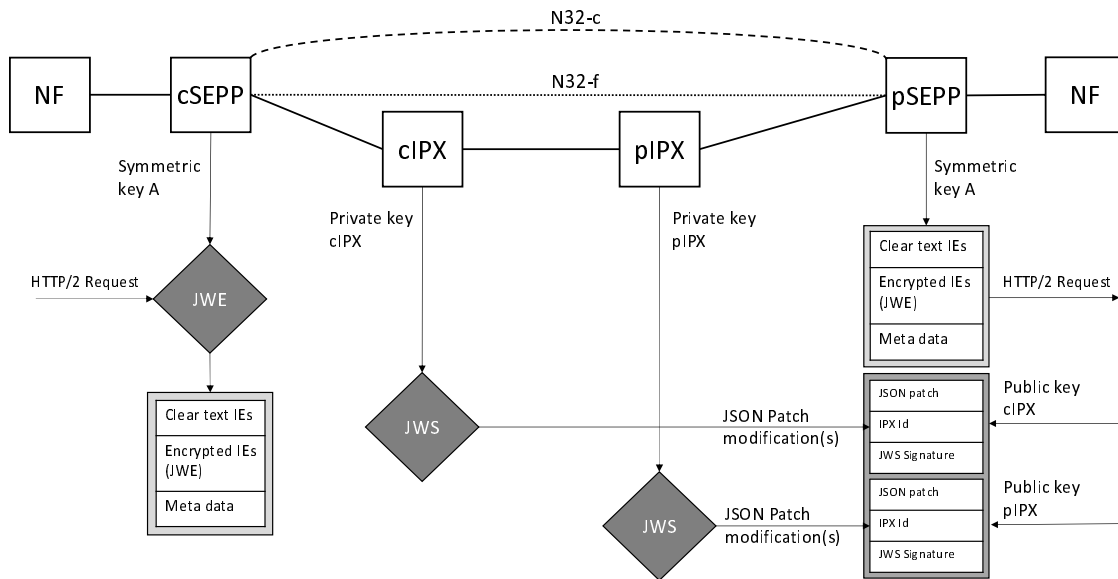 N32-c
N32-f
NF
cSEPP
pSEPP
NF
cIPX
pIPX
Symmetric
key A
Private key
cIPX
Private key
pIPX
Symmetric
key A
HTTP/2 Request
JWE
Clear text IEs
Encrypted IEs
(JWE)
Meta data
HTTP/2 Request
Clear text IEs
Encrypted IEs
(JWE)
Meta data
JWS
JSON Patch
modification(s)
JSON patch
IPX Id
JWS Signature
Public key
cIPX
JWS
JSON Patch
modification(s)
JSON patch
IPX Id
JWS Signature
Public key
pIPX